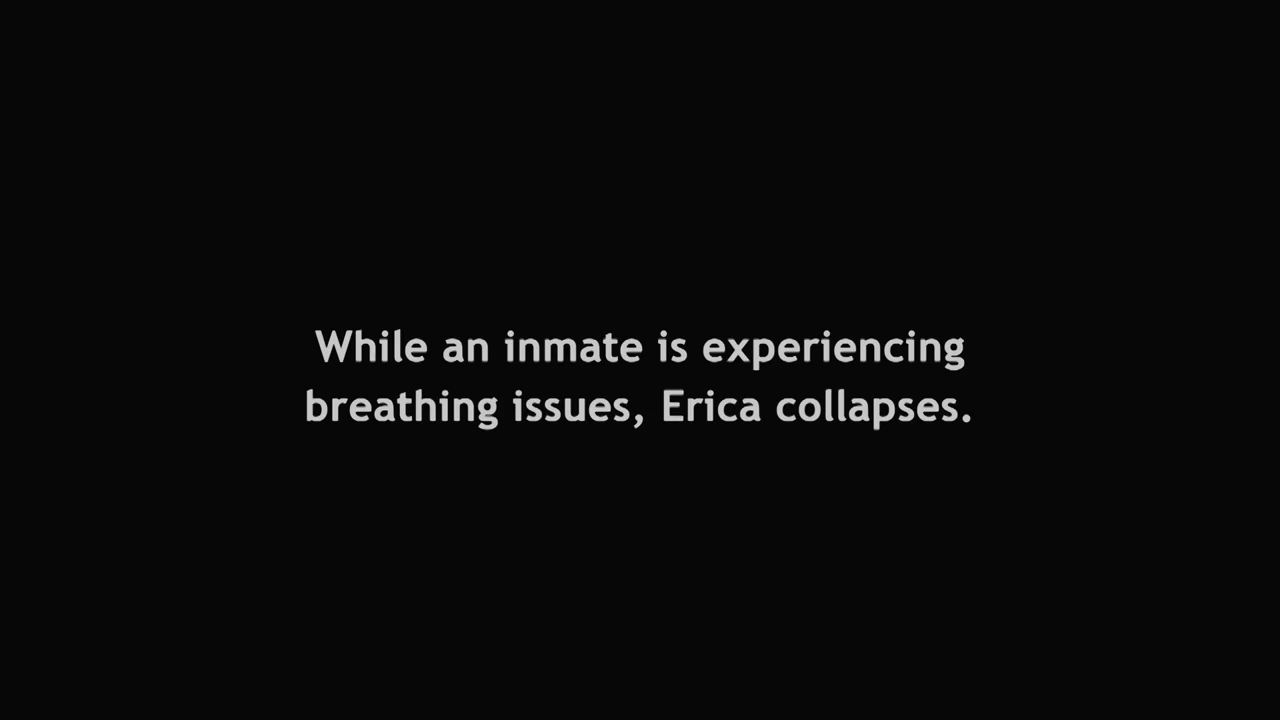 While an inmate is experiencing
breathing issues, Erica collapses.